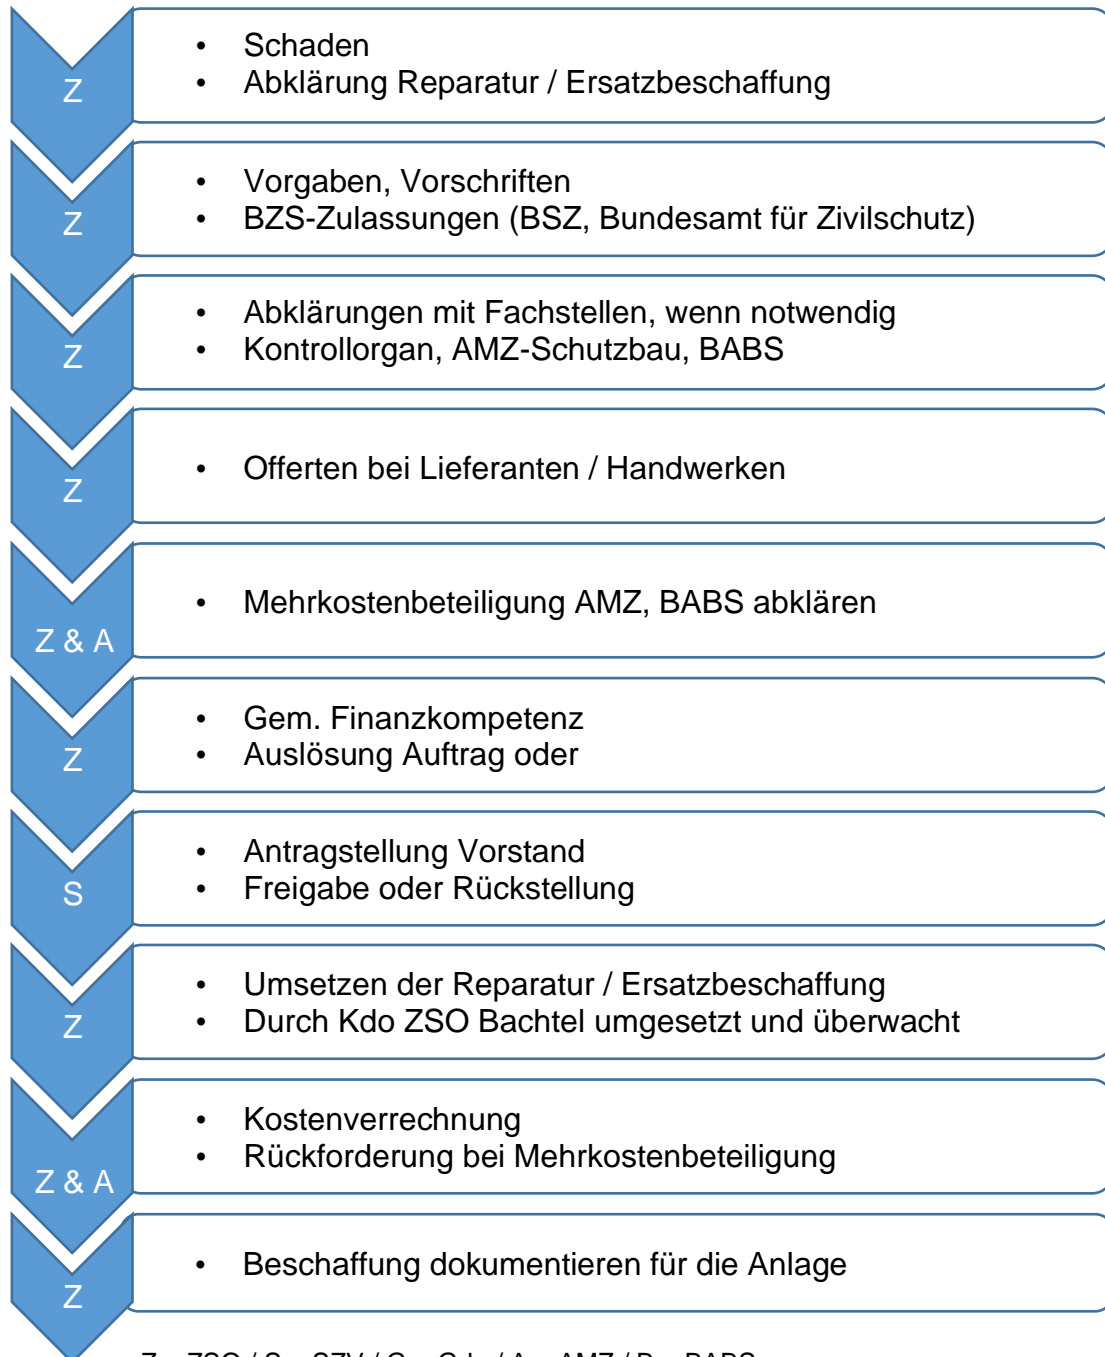 Z
• Schaden
• Abklärung Reparatur / Ersatzbeschaffung
Z
• Vorgaben, Vorschriften
• BZS-Zulassungen (BSZ, Bundesamt für Zivilschutz)
Z
• Abklärungen mit Fachstellen, wenn notwendig
• Kontrollorgan, AMZ-Schutzbau, BABS
Z
• Offerten bei Lieferanten / Handwerken
Z & A
• Mehrkostenbeteiligung AMZ, BABS abklären
Z
• Gem. Finanzkompetenz
• Auslösung Auftrag oder
S
• Antragstellung Vorstand
• Freigabe oder Rückstellung
Z
• Umsetzen der Reparatur / Ersatzbeschaffung
• Durch Kdo ZSO Bachtel umgesetzt und überwacht
Z & A
• Kostenverrechnung
• Rückforderung bei Mehrkostenbeteiligung
Z
• Beschaffung dokumentieren für die Anlage